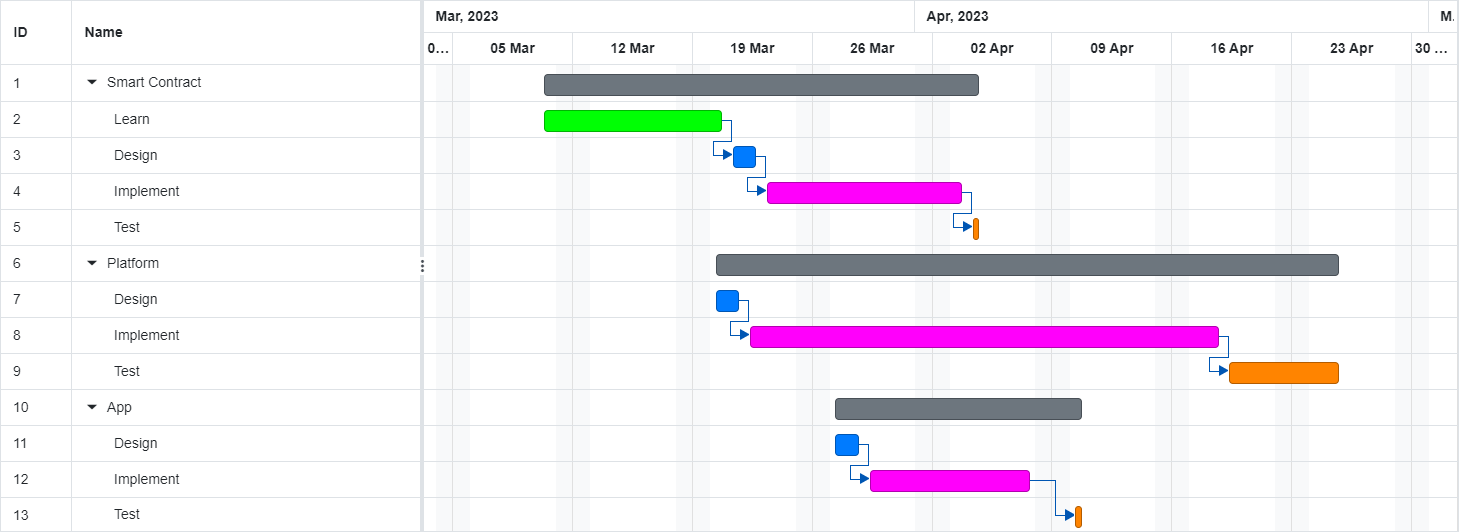 ID Name Mar, 2023 Apr, 2023 M.
0... 05 Mar 12 Mar 19 Mar 26 Mar 02 Apr 09 Apr 16 Apr 23 Apr 30 ...
1 Smart Contract
2 Learn
3 Design
4 Implement
5 Test
6 Platform
7 Design
8 Implement
9 Test
10 App
11 Design
12 Implement
13 Test